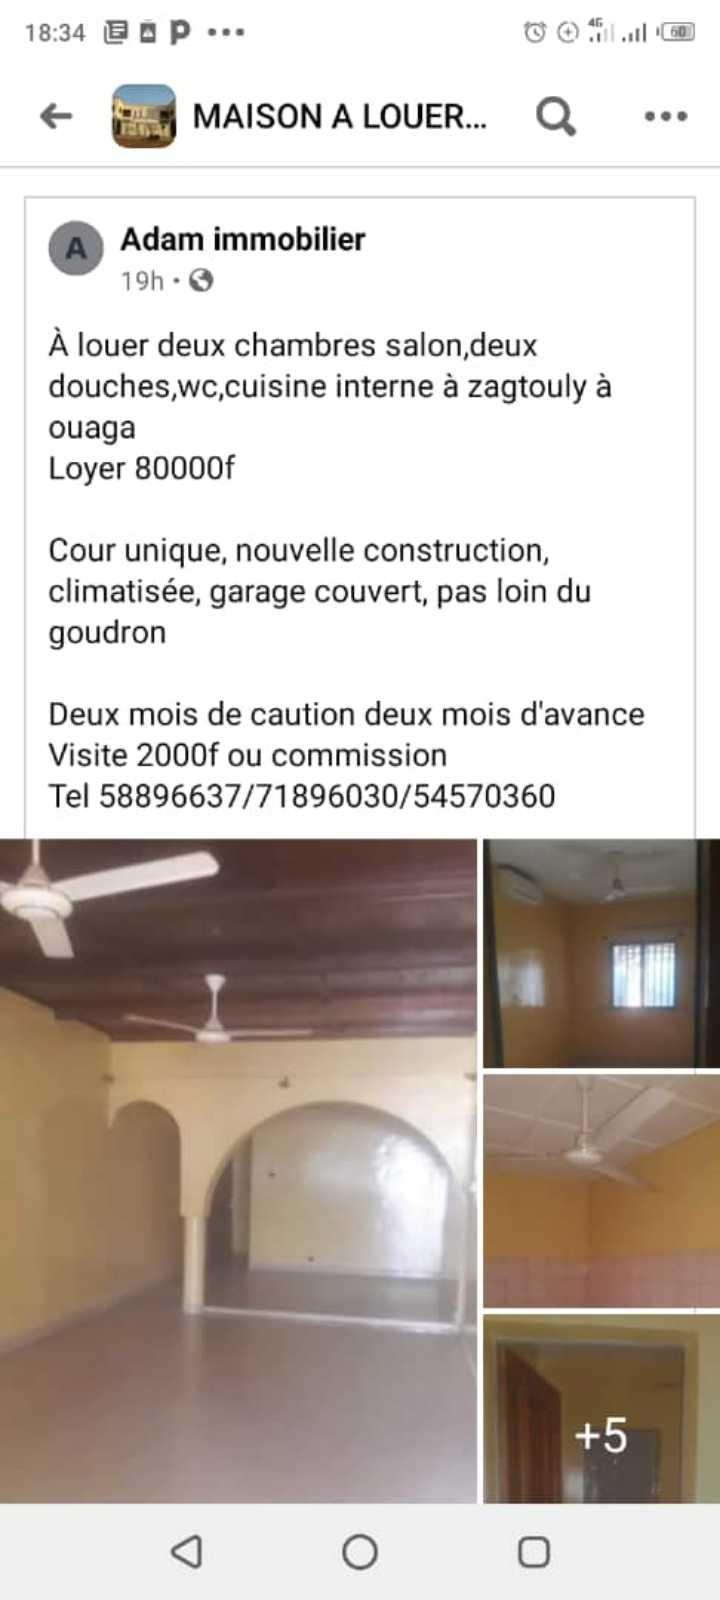 18:34
4G
60
MAISON A LOUER...
A
Adam immobilier
19h •
À louer deux chambres salon,deux
douches,wc,cuisine interne à zagtouly à
ouaga
Loyer 80000f
Cour unique, nouvelle construction,
climatisée, garage couvert, pas loin du
goudron
Deux mois de caution deux mois d'avance
Visite 2000f ou commission
Tel 58896637/71896030/54570360
+5